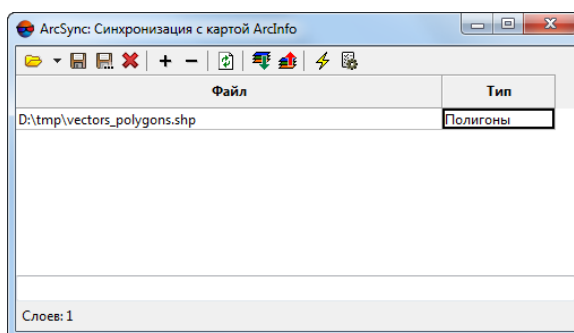 ArcSync: Синхронизация с картой ArcInfo
Файл Тип
D:\tmp\vectors_polygons.shp Полигоны
Слоев: 1